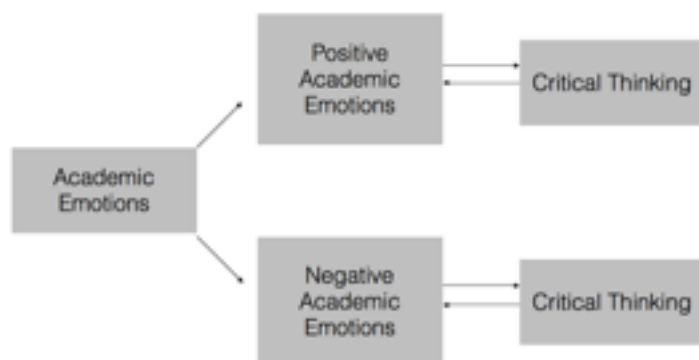 Positive
Academic
Emotions
Critical Thinking
Academic
Emotions
Negative
Academic
Emotions
Critical Thinking